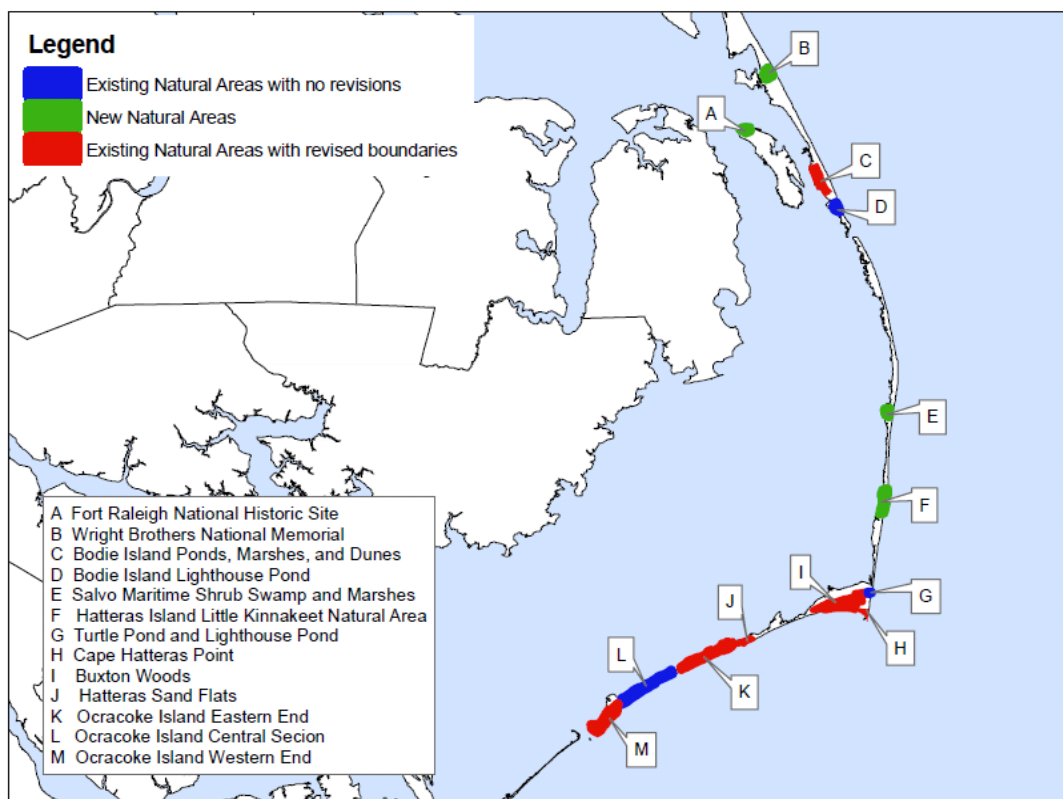 Legend
Existing Natural Areas with no revisions
New Natural Areas
Existing Natural Areas with revised boundaries
B
A
C
D
E
F
I
G
J
H
L
K
M
A Fort Raleigh National Historic Site
B Wright Brothers National Memorial
C Bodie Island Ponds, Marshes, and Dunes
D Bodie Island Lighthouse Pond
E Salvo Maritime Shrub Swamp and Marshes
F Hatteras Island Little Kinnakeet Natural Area
G Turtle Pond and Lighthouse Pond
H Cape Hatteras Point
I Buxton Woods
J Hatteras Sand Flats
K Ocracoke Island Eastern End
L Ocracoke Island Central Secion
M Ocracoke Island Western End